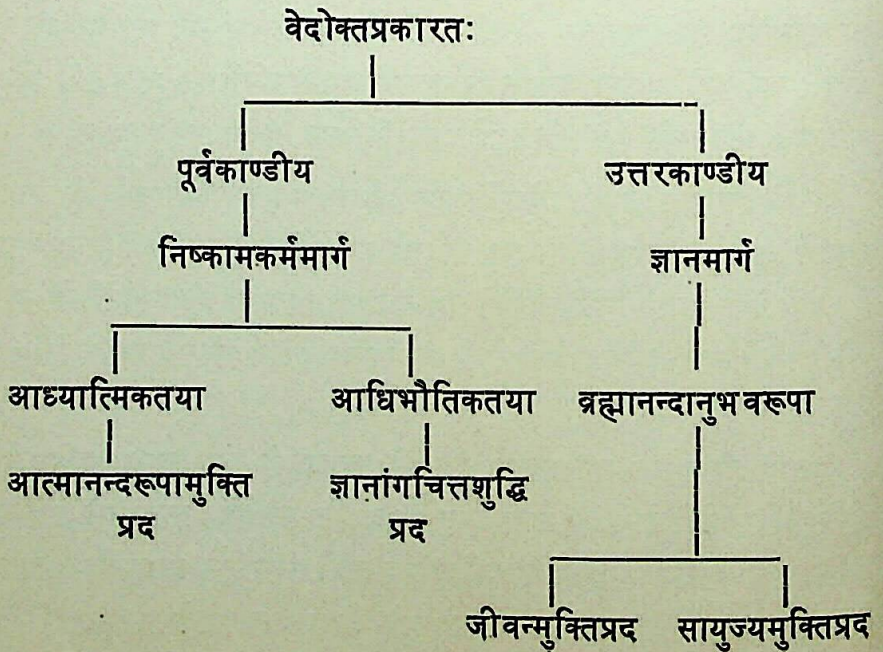 वेदोक्तप्रकारतः
पूर्वकाण्डीय उत्तरकाण्डीय
निष्कामकर्ममार्ग ज्ञानमार्ग
आध्यात्मिकतया आधिभौतिकतया ब्रह्मानन्दानुभवरूपा
आत्मानन्दरूपामुक्ति ज्ञानांगचित्तशुद्धि
प्रद प्रद
जीवन्मुक्तिप्रद सायुज्यमुक्तिप्रद